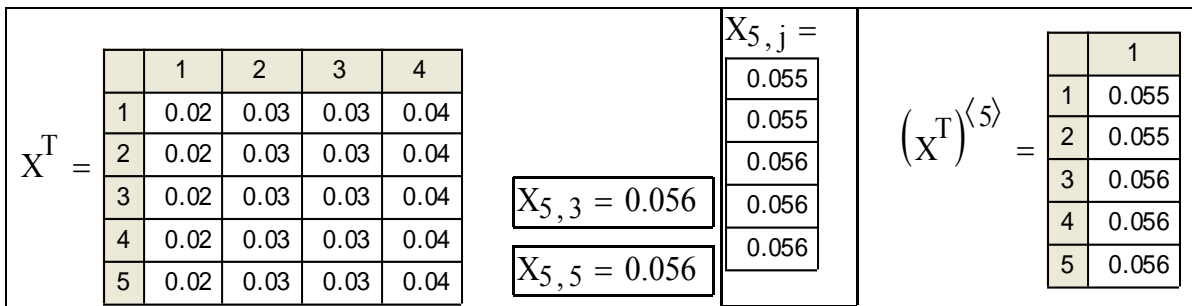 X^T =
1 2 3 4
1 0.02 0.03 0.03 0.04
2 0.02 0.03 0.03 0.04
3 0.02 0.03 0.03 0.04
4 0.02 0.03 0.03 0.04
5 0.02 0.03 0.03 0.04
X5,3 = 0.056
X5,5 = 0.056
X5,j =
0.055
0.055
0.056
0.056
0.056
(X^T)^⟨5⟩ =
1
1 0.055
2 0.055
3 0.056
4 0.056
5 0.056